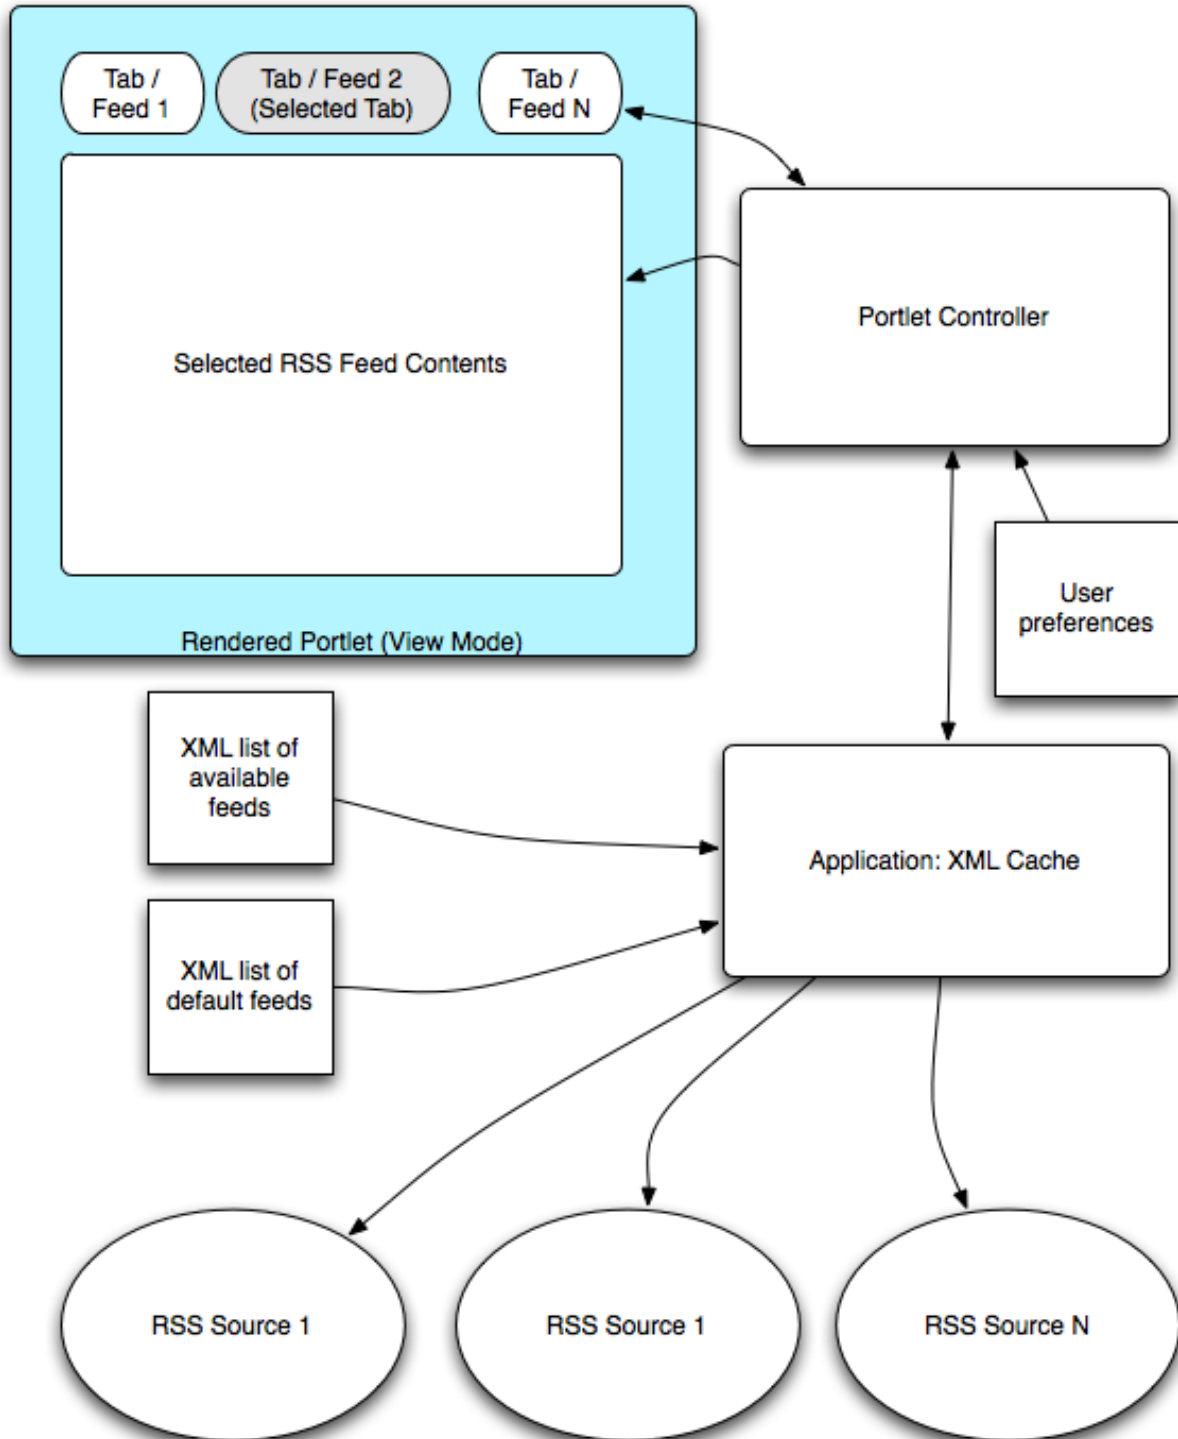 Tab /
Feed 1
Tab / Feed 2
(Selected Tab)
Tab /
Feed N
Selected RSS Feed Contents
Portlet Controller
Rendered Portlet (View Mode)
User
preferences
XML list of
available
feeds
Application: XML Cache
XML list of
default feeds
RSS Source 1
RSS Source 1
RSS Source N